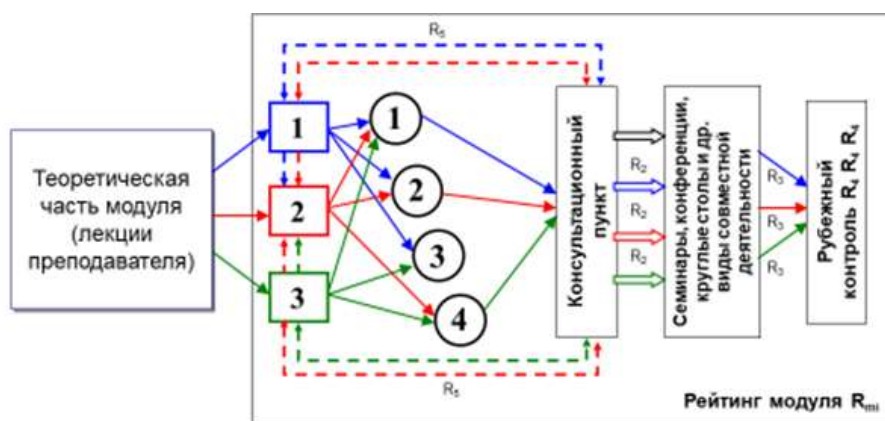 R₅
Теоретическая
часть модуля
(лекции
преподавателя)
1
2
3
1
2
3
4
Консультационный
пункт
R₂
R₂
R₂
Семинары, конференции,
круглые столы и др.
виды совместной
деятельности
R₃
R₃
R₃
Рубежный
контроль R₄ R₄ R₄
R₅
Рейтинг модуля Rₘᵢ